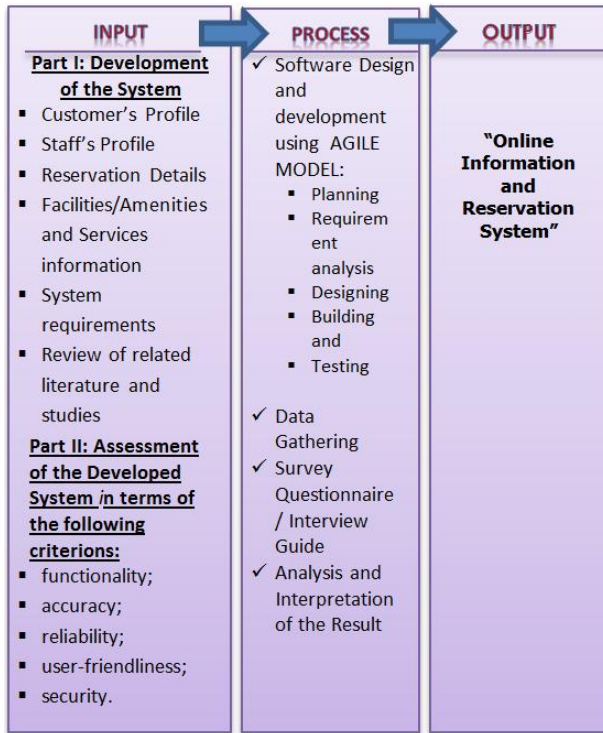 INPUT
Part I: Development
of the System
▪ Customer's Profile
▪ Staff's Profile
▪ Reservation Details
▪ Facilities/Amenities
and Services
information
▪ System
requirements
▪ Review of related
literature and
studies
Part II: Assessment
of the Developed
System in terms of
the following
criterions:
▪ functionality;
▪ accuracy;
▪ reliability;
▪ user-friendliness;
▪ security.
PROCESS
✓ Software Design
and
development
using AGILE
MODEL:
▪ Planning
▪ Requirem
ent
analysis
▪ Designing
▪ Building
and
▪ Testing
✓ Data
Gathering
✓ Survey
Questionnaire
/ Interview
Guide
✓ Analysis and
Interpretation
of the Result
OUTPUT
"Online
Information
and
Reservation
System"